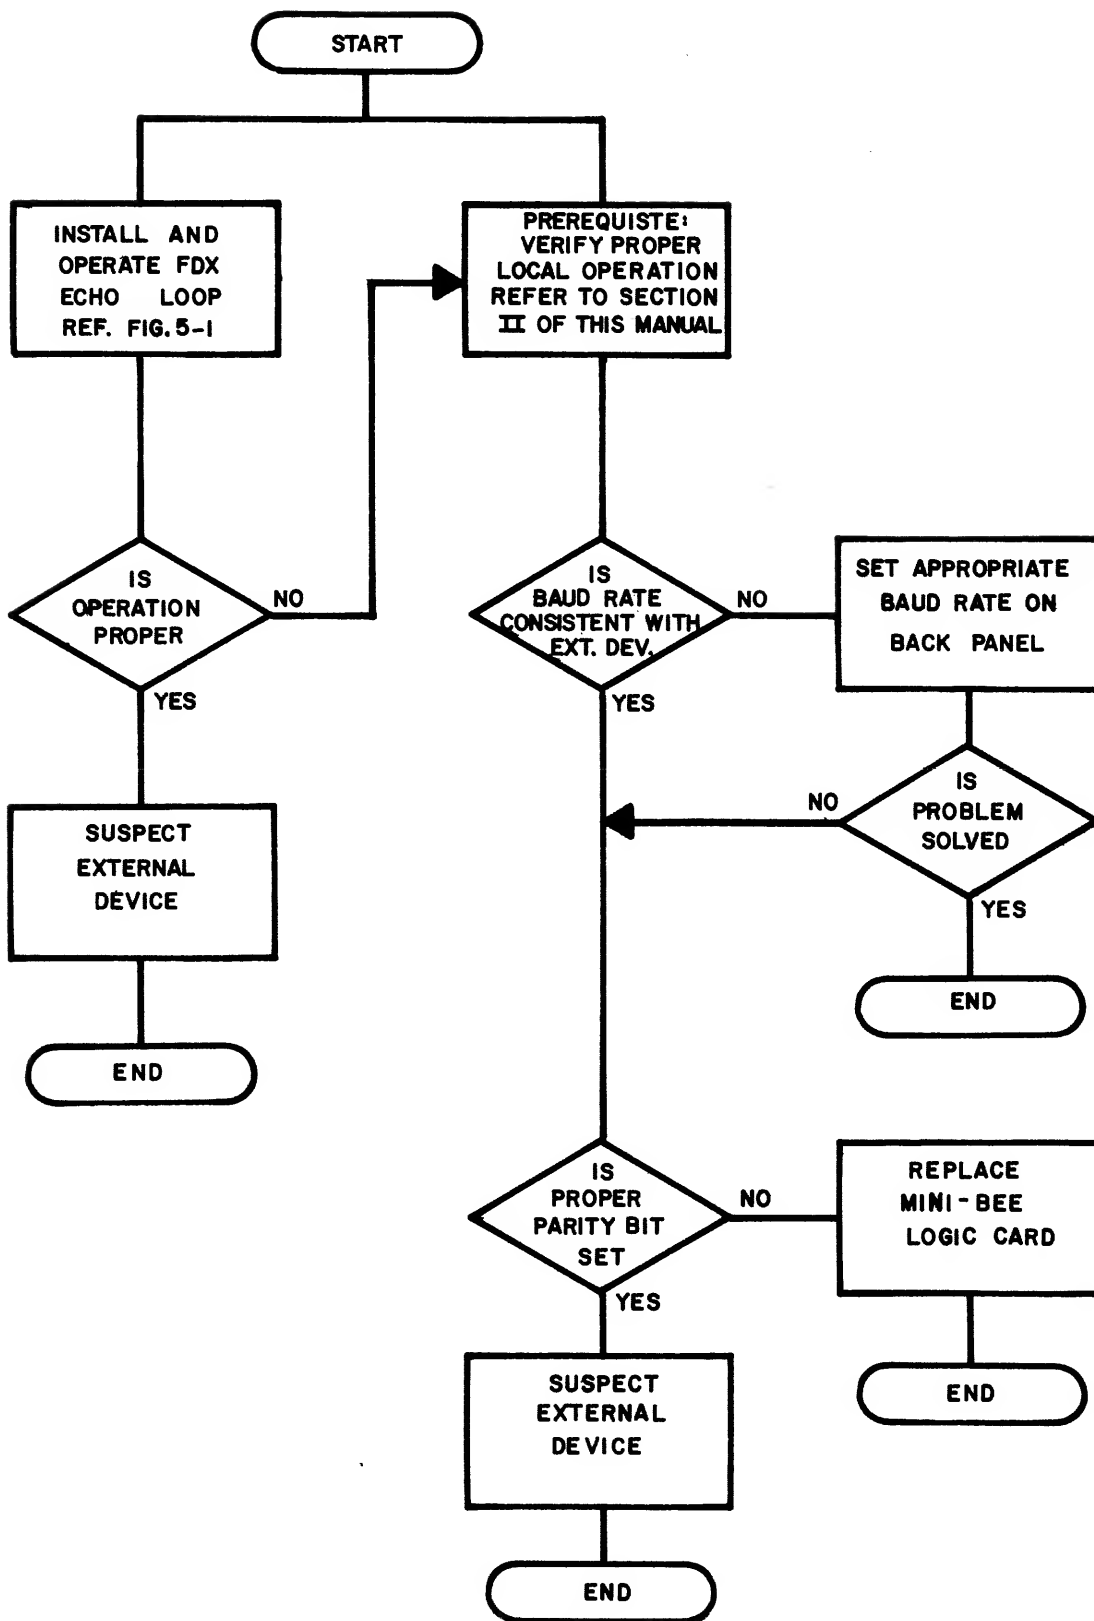 START
INSTALL AND
OPERATE FDX
ECHO LOOP
REF. FIG. 5-1
PREREQUISTE:
VERIFY PROPER
LOCAL OPERATION
REFER TO SECTION
II OF THIS MANUAL
IS
OPERATION
PROPER
NO
YES
SUSPECT
EXTERNAL
DEVICE
END
IS
BAUD RATE
CONSISTENT WITH
EXT. DEV.
NO
YES
SET APPROPRIATE
BAUD RATE ON
BACK PANEL
IS
PROBLEM
SOLVED
NO
YES
END
IS
PROPER
PARITY BIT
SET
NO
YES
REPLACE
MINI-BEE
LOGIC CARD
END
SUSPECT
EXTERNAL
DEVICE
END